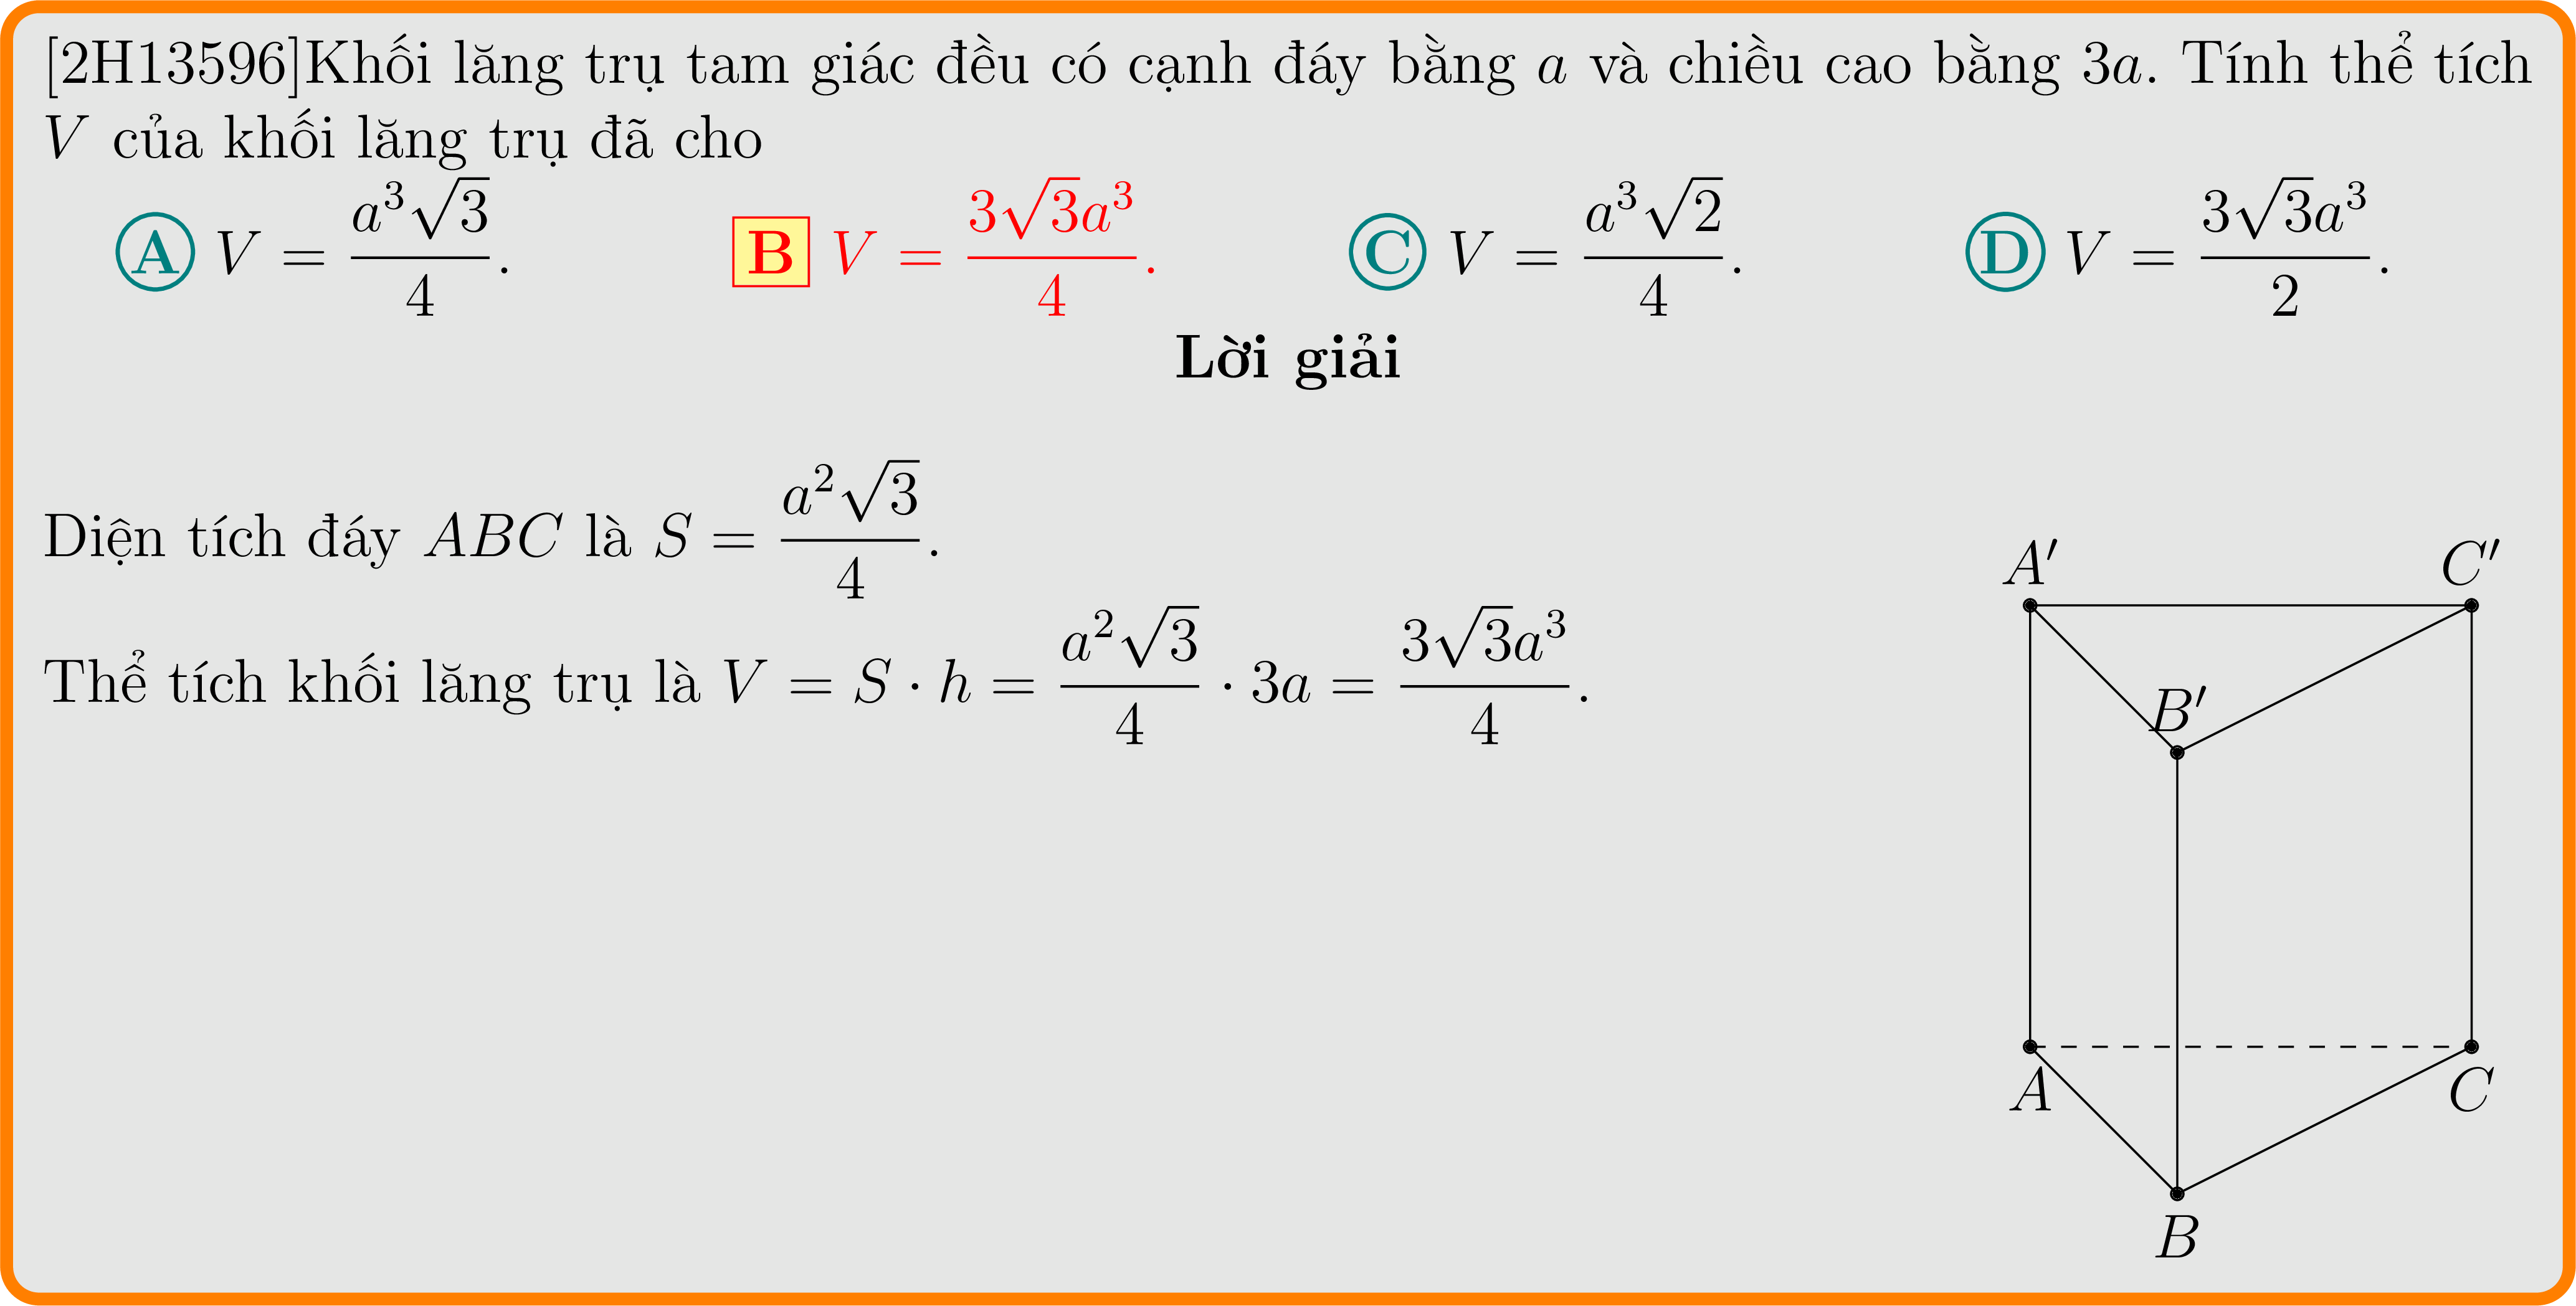 [2H13596]Khối lăng trụ tam giác đều có cạnh đáy bằng a và chiều cao bằng 3a. Tính thể tích
V của khối lăng trụ đã cho
A V = \frac{a^3\sqrt{3}}{4}. B V = \frac{3\sqrt{3}a^3}{4}. C V = \frac{a^3\sqrt{2}}{4}. D V = \frac{3\sqrt{3}a^3}{2}.
Lời giải
Diện tích đáy ABC là S = \frac{a^2\sqrt{3}}{4}.
Thể tích khối lăng trụ là V = S · h = \frac{a^2\sqrt{3}}{4} · 3a = \frac{3\sqrt{3}a^3}{4}.
A′ C′
B′
A C
B